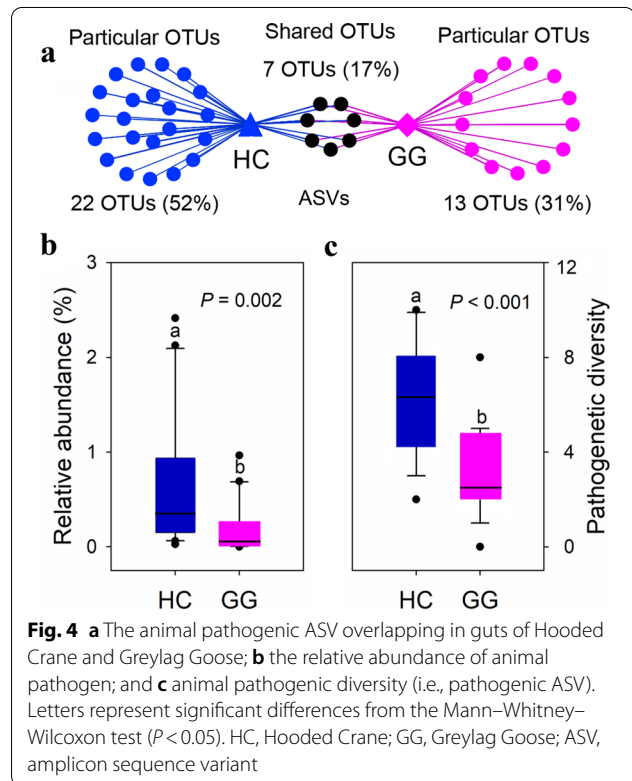 a
Particular OTUs
Shared OTUs
Particular OTUs
7 OTUs (17%)
HC
GG
22 OTUs (52%)
ASVs
13 OTUs (31%)
b
Relative abundance (%)
3
2
1
0
P = 0.002
a
b
HC
GG
c
P < 0.001
a
b
12
8
4
0
Pathogenetic diversity
HC
GG
Fig. 4 a The animal pathogenic ASV overlapping in guts of Hooded
Crane and Greylag Goose; b the relative abundance of animal
pathogen; and c animal pathogenic diversity (i.e., pathogenic ASV).
Letters represent significant differences from the Mann–Whitney–
Wilcoxon test (P < 0.05). HC, Hooded Crane; GG, Greylag Goose; ASV,
amplicon sequence variant